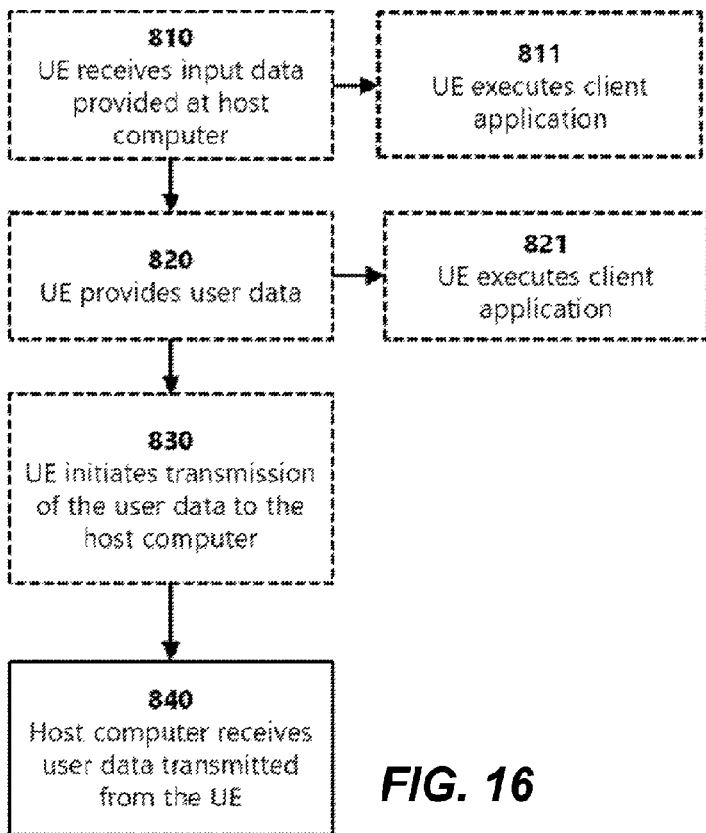 810
UE receives input data
provided at host
computer
811
UE executes client
application
820
UE provides user data
821
UE executes client
application
830
UE initiates transmission
of the user data to the
host computer
840
Host computer receives
user data transmitted
from the UE
FIG. 16